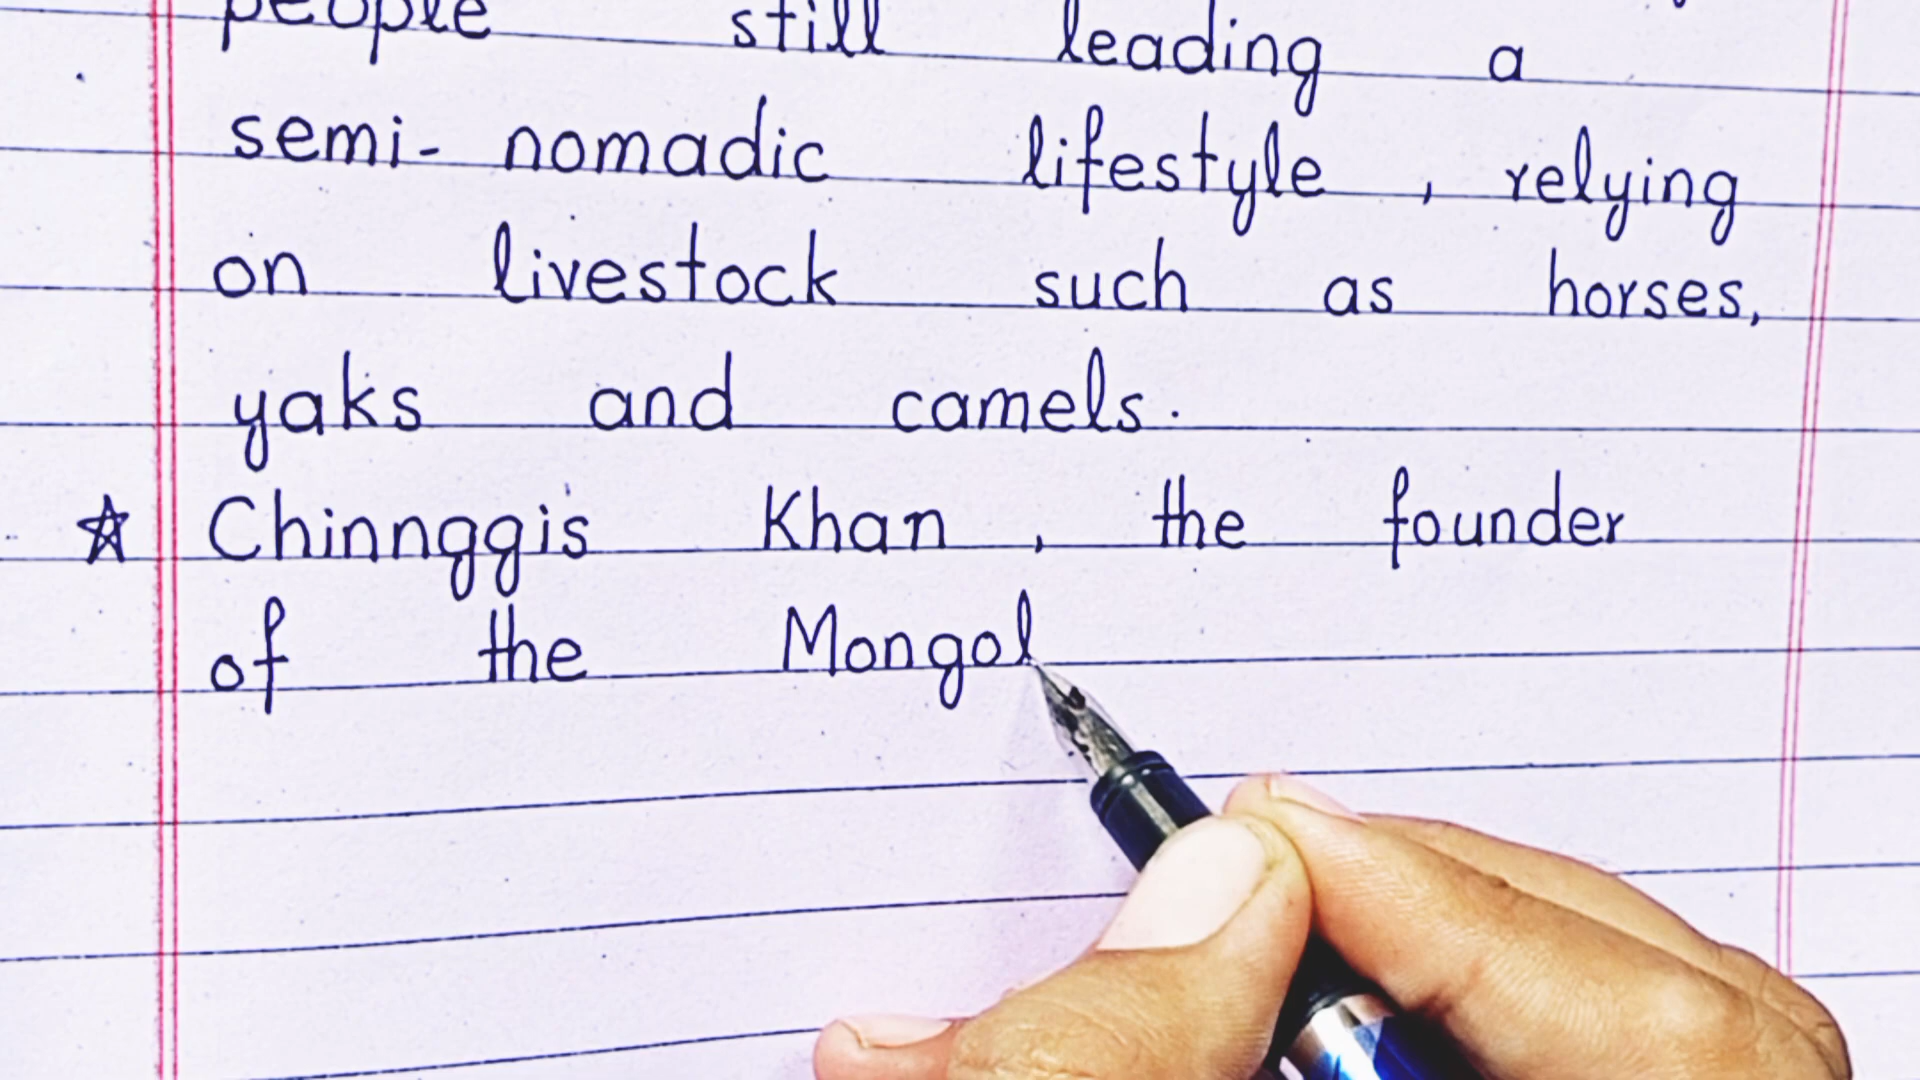 people still leading a
semi- nomadic lifestyle, relying
on livestock such as horses,
yaks and camels.
☆ Chinnggis Khan, the founder
of the Mongol